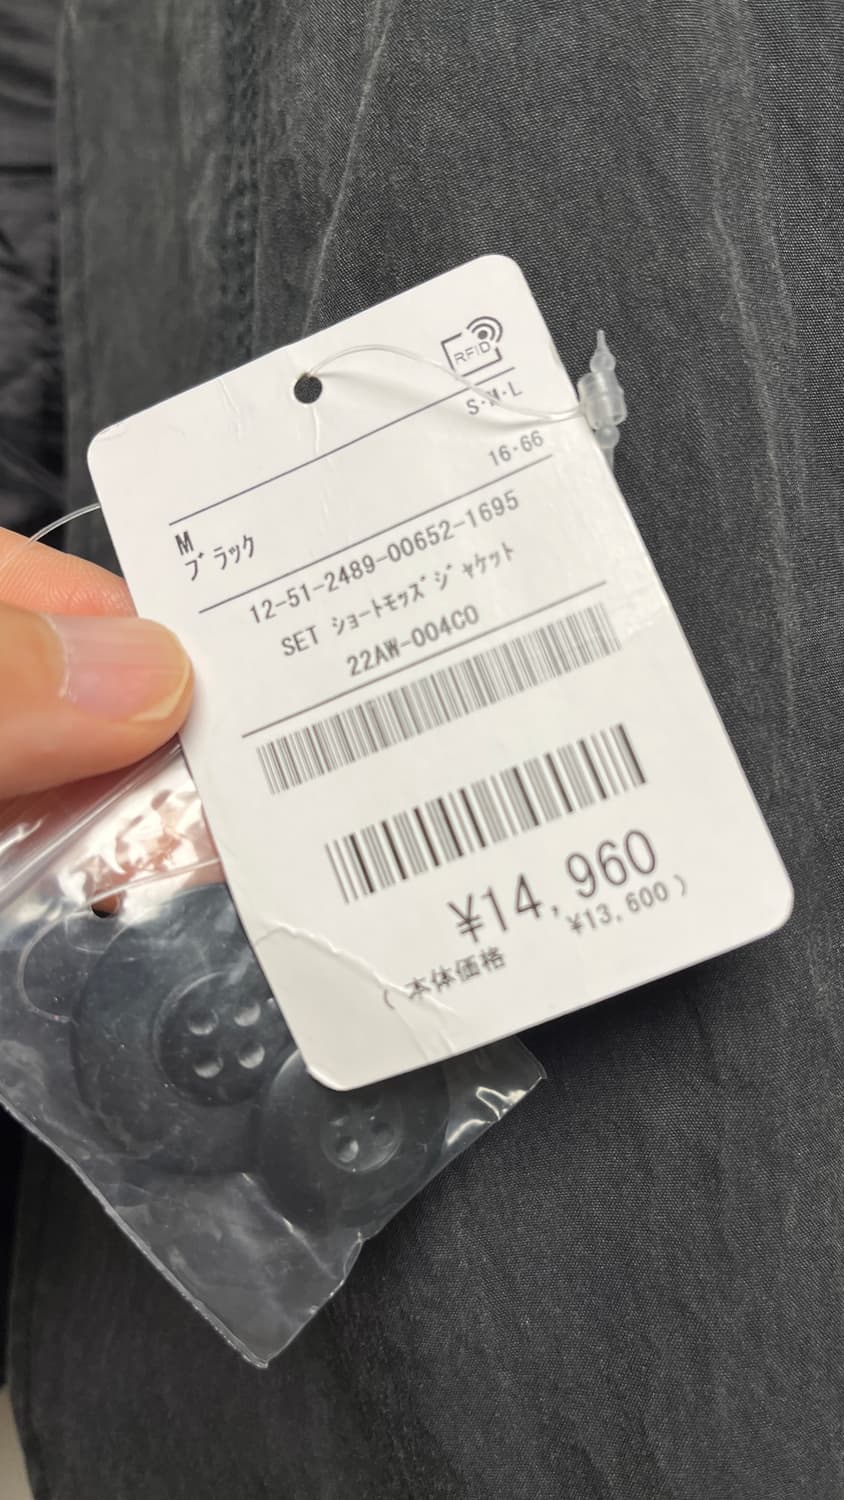 RFID
S・M・L
16・66
M
ブラック
12-51-2489-00652-1695
SET ショートモッズジャケット
22AW-004CO
¥14,960
(本体価格 ¥13,600)